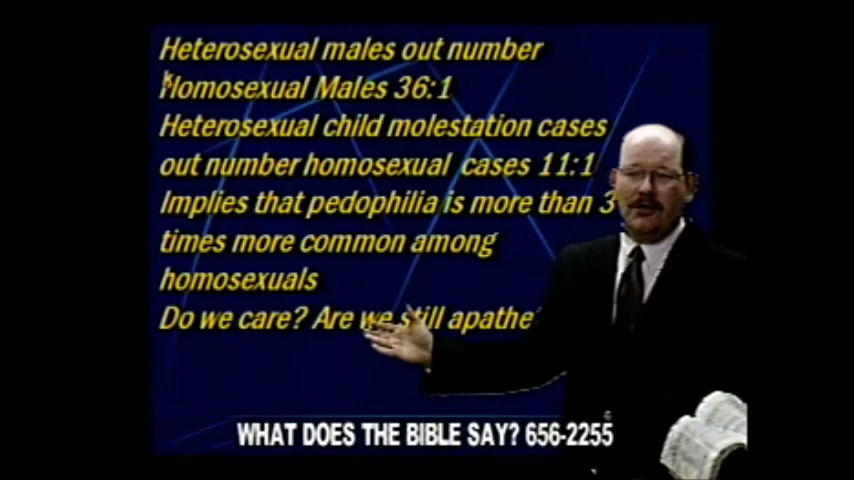 Heterosexual males out number
Homosexual Males 36:1
Heterosexual child molestation cases
out number homosexual cases 11:1
Implies that pedophilia is more than 3
times more common among
homosexuals
Do we care? Are we still
WHAT DOES THE BIBLE SAY? 656-2255